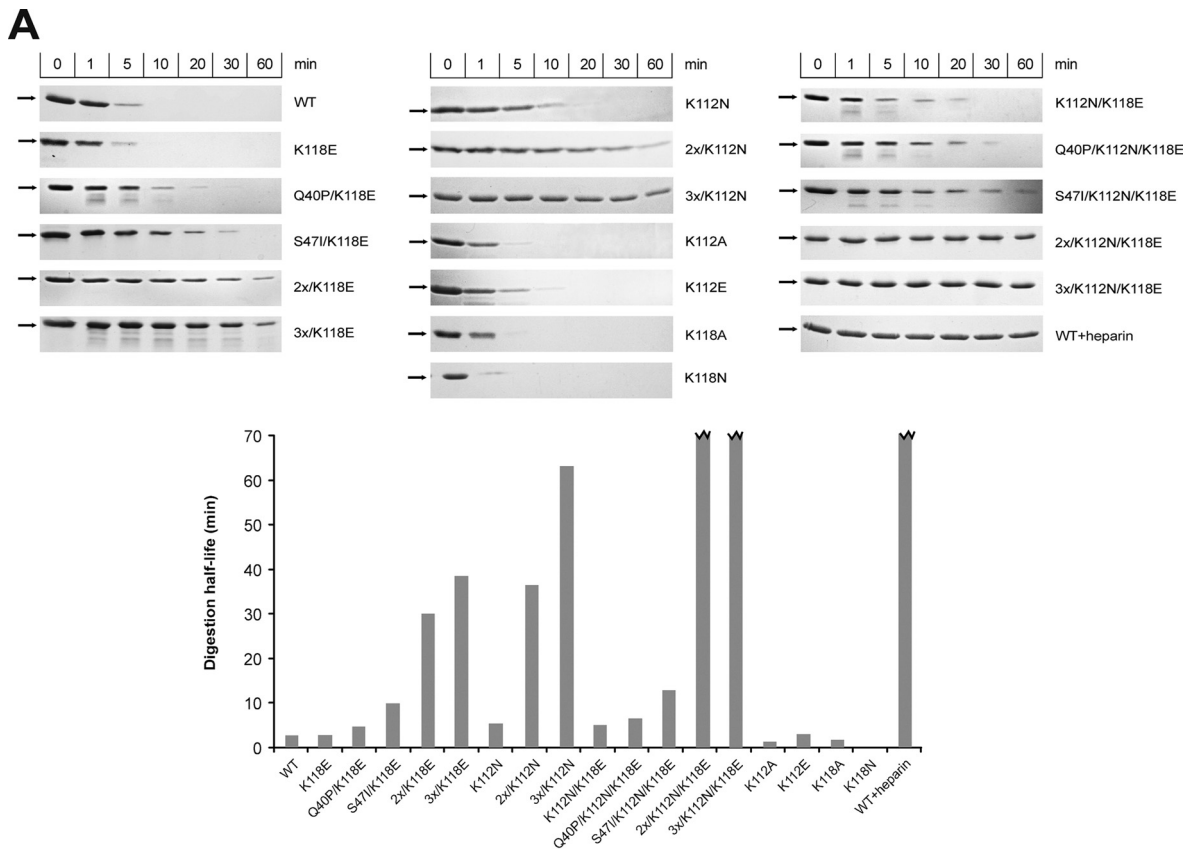 A
0 1 5 10 20 30 60 min
WT
K118E
Q40P/K118E
S47I/K118E
2x/K118E
3x/K118E
0 1 5 10 20 30 60 min
K112N
2x/K112N
3x/K112N
K112A
K112E
K118A
K118N
0 1 5 10 20 30 60 min
K112N/K118E
Q40P/K112N/K118E
S47I/K112N/K118E
2x/K112N/K118E
3x/K112N/K118E
WT+heparin
Digestion half-life (min)
70
60
50
40
30
20
10
0
WT
K118E
Q40P/K118E
S47I/K118E
2x/K118E
3x/K118E
K112N
2x/K112N
3x/K112N
K112N/K118E
Q40P/K112N/K118E
S47I/K112N/K118E
2x/K112N/K118E
3x/K112N/K118E
K112A
K112E
K118A
K118N
WT+heparin